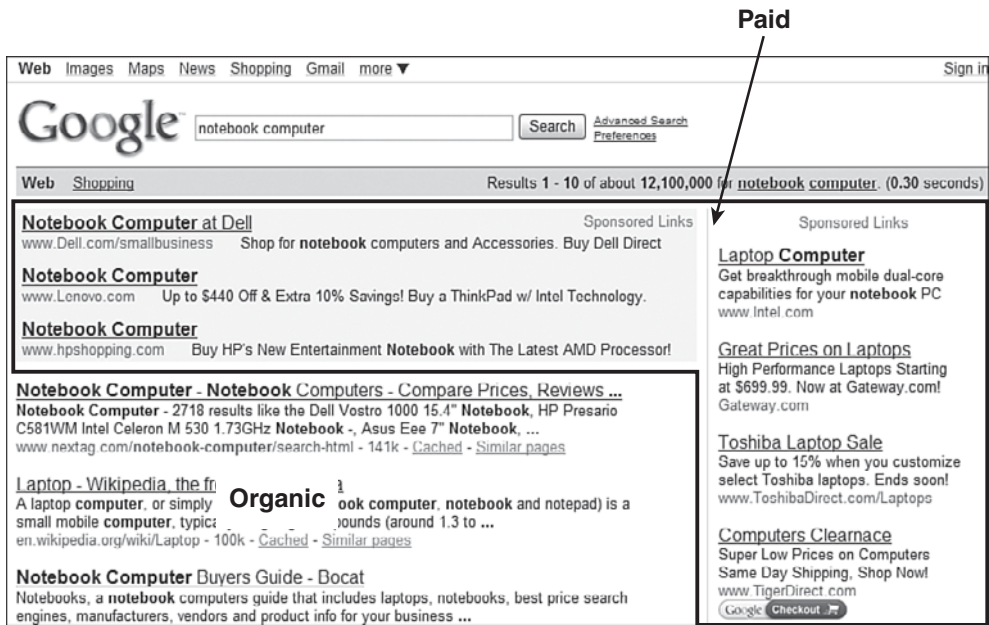 Paid
Web Images Maps News Shopping Gmail more ▼ Sign in
Google notebook computer Search Advanced Search
Preferences
Web Shopping Results 1 - 10 of about 12,100,000 for notebook computer. (0.30 seconds)
Notebook Computer at Dell Sponsored Links
www.Dell.com/smallbusiness Shop for notebook computers and Accessories. Buy Dell Direct
Notebook Computer
www.Lenovo.com Up to $440 Off & Extra 10% Savings! Buy a ThinkPad w/ Intel Technology.
Notebook Computer
www.hpshopping.com Buy HP's New Entertainment Notebook with The Latest AMD Processor!
Notebook Computer - Notebook Computers - Compare Prices, Reviews ...
Notebook Computer - 2718 results like the Dell Vostro 1000 15.4" Notebook, HP Presario
C581WM Intel Celeron M 530 1.73GHz Notebook -, Asus Eee 7" Notebook, ...
www.nextag.com/notebook-computer/search-html - 141k - Cached - Similar pages
Laptop - Wikipedia, the
A laptop computer, or simply computer, notebook and notepad) is a
small mobile computer, (around 1.3 to ...
en.wikipedia.org/wiki/Laptop - 100k - Cached - Similar pages
Organic
Notebook Computer Buyers Guide - Bocat
Notebooks, a notebook computers guide that includes laptops, notebooks, best price search
engines, manufacturers, vendors and product info for your business ...
Sponsored Links
Laptop Computer
Get breakthrough mobile dual-core
capabilities for your notebook PC
www.Intel.com
Great Prices on Laptops
High Performance Laptops Starting
at $699.99. Now at Gateway.com!
Gateway.com
Toshiba Laptop Sale
Save up to 15% when you customize
select Toshiba laptops. Ends soon!
www.ToshibaDirect.com/Laptops
Computers Clearnace
Super Low Prices on Computers
Same Day Shipping, Shop Now!
www.TigerDirect.com
Google Checkout